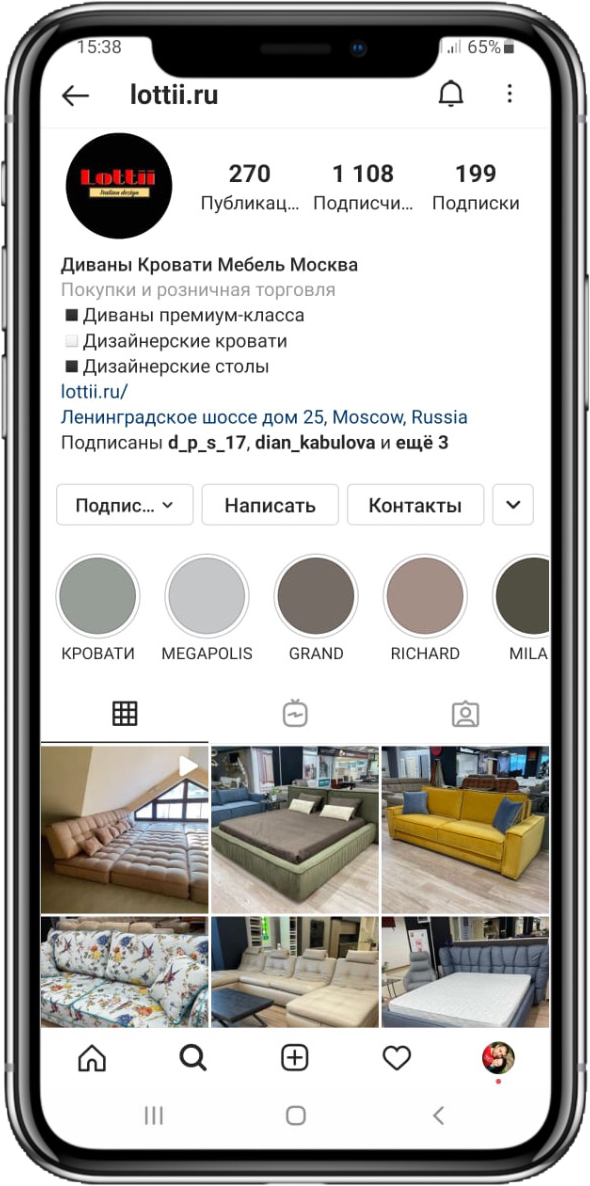 15:38
65%
lottii.ru
Lottii
Italian design
270
1 108
199
Публикац...
Подписчи...
Подписки
Диваны Кровати Мебель Москва
Покупки и розничная торговля
Диваны премиум-класса
Дизайнерские кровати
Дизайнерские столы
lottii.ru/
Ленинградское шоссе дом 25, Moscow, Russia
Подписаны d_p_s_17, dian_kabulova и ещё 3
Подпис...
Написать
Контакты
КРОВАТИ
MEGAPOLIS
GRAND
RICHARD
MILA